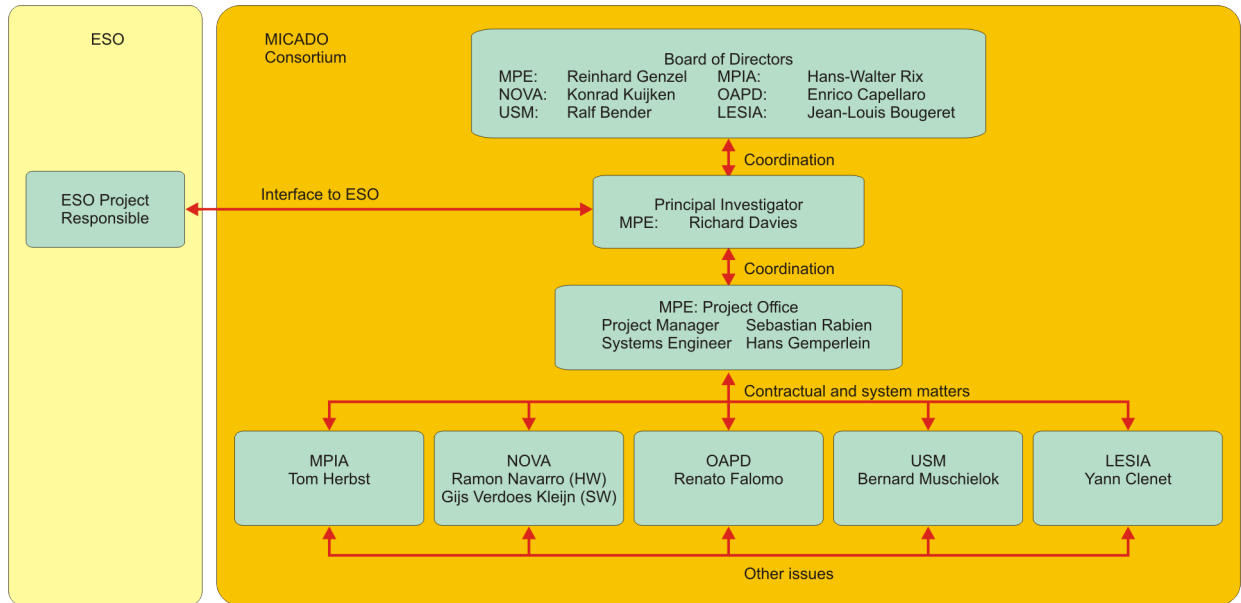 ESO
MICADO
Consortium
Board of Directors
MPE: Reinhard Genzel MPIA: Hans-Walter Rix
NOVA: Konrad Kuijken OAPD: Enrico Capellaro
USM: Ralf Bender LESIA: Jean-Louis Bougeret
Coordination
ESO Project
Responsible
Interface to ESO
Principal Investigator
MPE: Richard Davies
Coordination
MPE: Project Office
Project Manager Sebastian Rabien
Systems Engineer Hans Gemperlein
Contractual and system matters
MPIA
Tom Herbst
NOVA
Ramon Navarro (HW)
Gijs Verdoes Kleijn (SW)
OAPD
Renato Falomo
USM
Bernard Muschielok
LESIA
Yann Clenet
Other issues